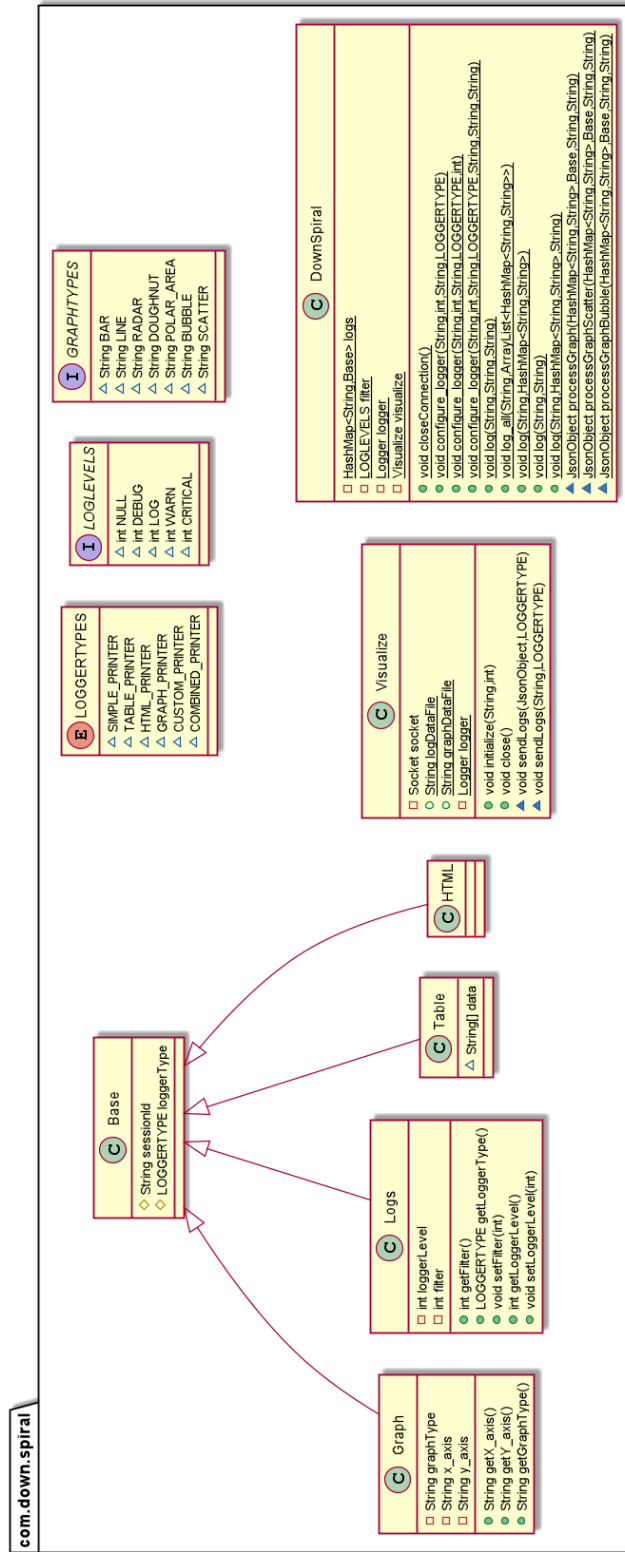 com.down.spiral
C Base
String sessionId
LOGGERTYPE loggerType
E LOGGERTYPES
SIMPLE_PRINTER
TABLE_PRINTER
HTML_PRINTER
GRAPH_PRINTER
CUSTOM_PRINTER
COMBINED_PRINTER
I LOGLEVELS
int NULL
int DEBUG
int LOG
int WARN
int CRITICAL
I GRAPHTYPES
String BAR
String LINE
String RADAR
String DOUGHNUT
String POLAR_AREA
String BUBBLE
String SCATTER
C Graph
String graphType
String x_axis
String y_axis
String getX_axis()
String getY_axis()
String getGraphType()
C Logs
int loggerLevel
int filter
int getFilter()
LOGGERTYPE getLoggerType()
void setFilter(int)
int getLoggerLevel()
void setLoggerLevel(int)
C Table
String[] data
C HTML
C Visualize
Socket socket
String logDataFile
String graphDataFile
Logger logger
void initialize(String,int)
void close()
void sendLogs(JsonObject,LOGGERTYPE)
void sendLogs(String,LOGGERTYPE)
C DownSpiral
HashMap<String,Base> logs
LOGLEVELS filter
Logger logger
Visualize visualize
void closeConnection()
void configure_logger(String,int,String,LOGGERTYPE)
void configure_logger(String,int,String,LOGGERTYPE,int)
void configure_logger(String,int,String,LOGGERTYPE,String,String,String)
void log(String,String,String)
void log_all(String,ArrayList<HashMap<String,String>>)
void log(String,HashMap<String,String>)
void log(String,String)
void log(String,HashMap<String,String>,String)
JsonObject processGraph(HashMap<String,String>,Base,String,String)
JsonObject processGraphScatter(HashMap<String,String>,Base,String,String)
JsonObject processGraphBubble(HashMap<String,String>,Base,String,String)